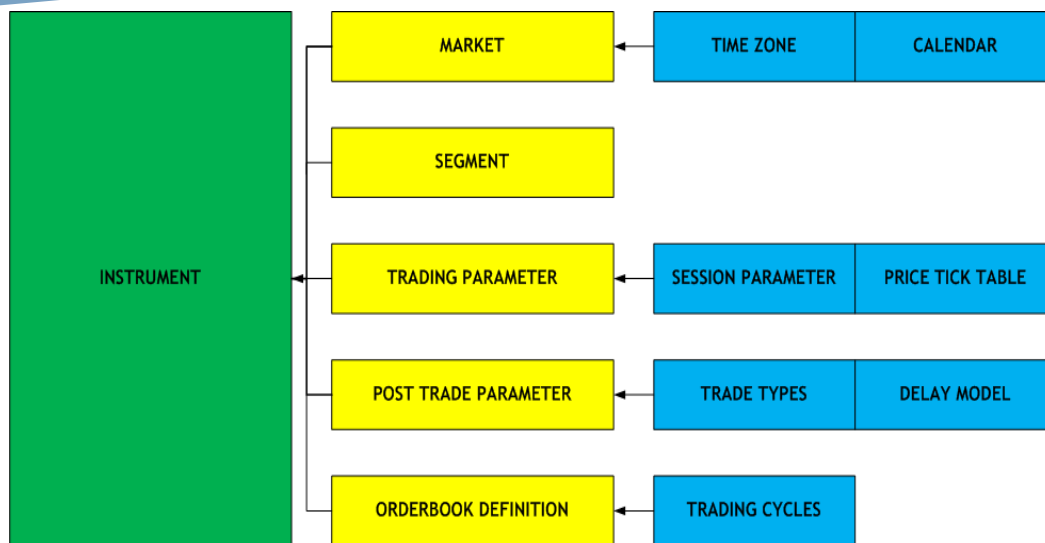 MARKET
TIME ZONE
CALENDAR
SEGMENT
INSTRUMENT
TRADING PARAMETER
SESSION PARAMETER
PRICE TICK TABLE
POST TRADE PARAMETER
TRADE TYPES
DELAY MODEL
ORDERBOOK DEFINITION
TRADING CYCLES